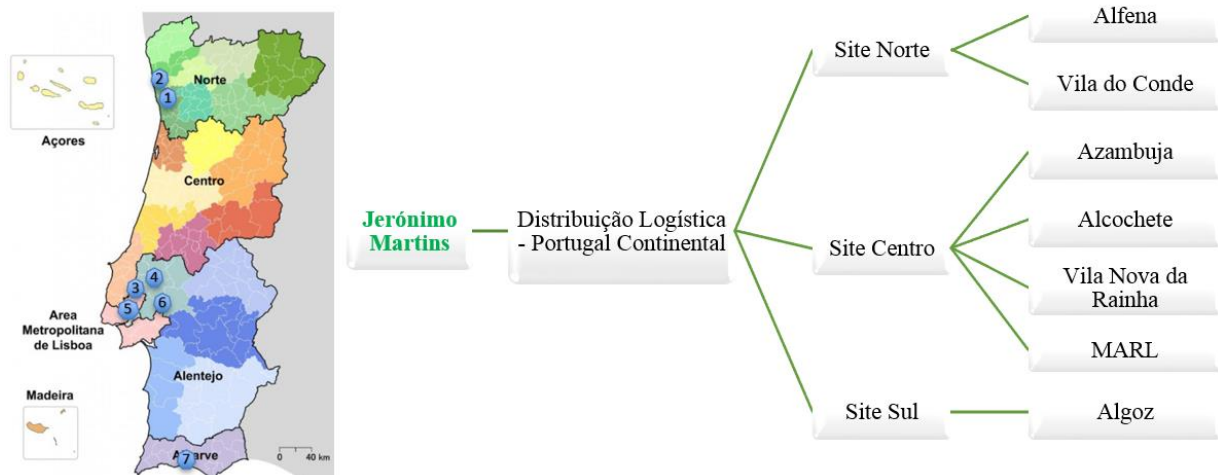 2
Norte
1
Açores
Centro
4
3
5
6
Area
Metropolitana
de Lisboa
Alentejo
Madeira
Algarve
7
0
40 km
Jerónimo
Martins
Distribuição Logística
- Portugal Continental
Site Norte
Alfena
Vila do Conde
Site Centro
Azambuja
Alcochete
Vila Nova da
Rainha
MARL
Site Sul
Algoz